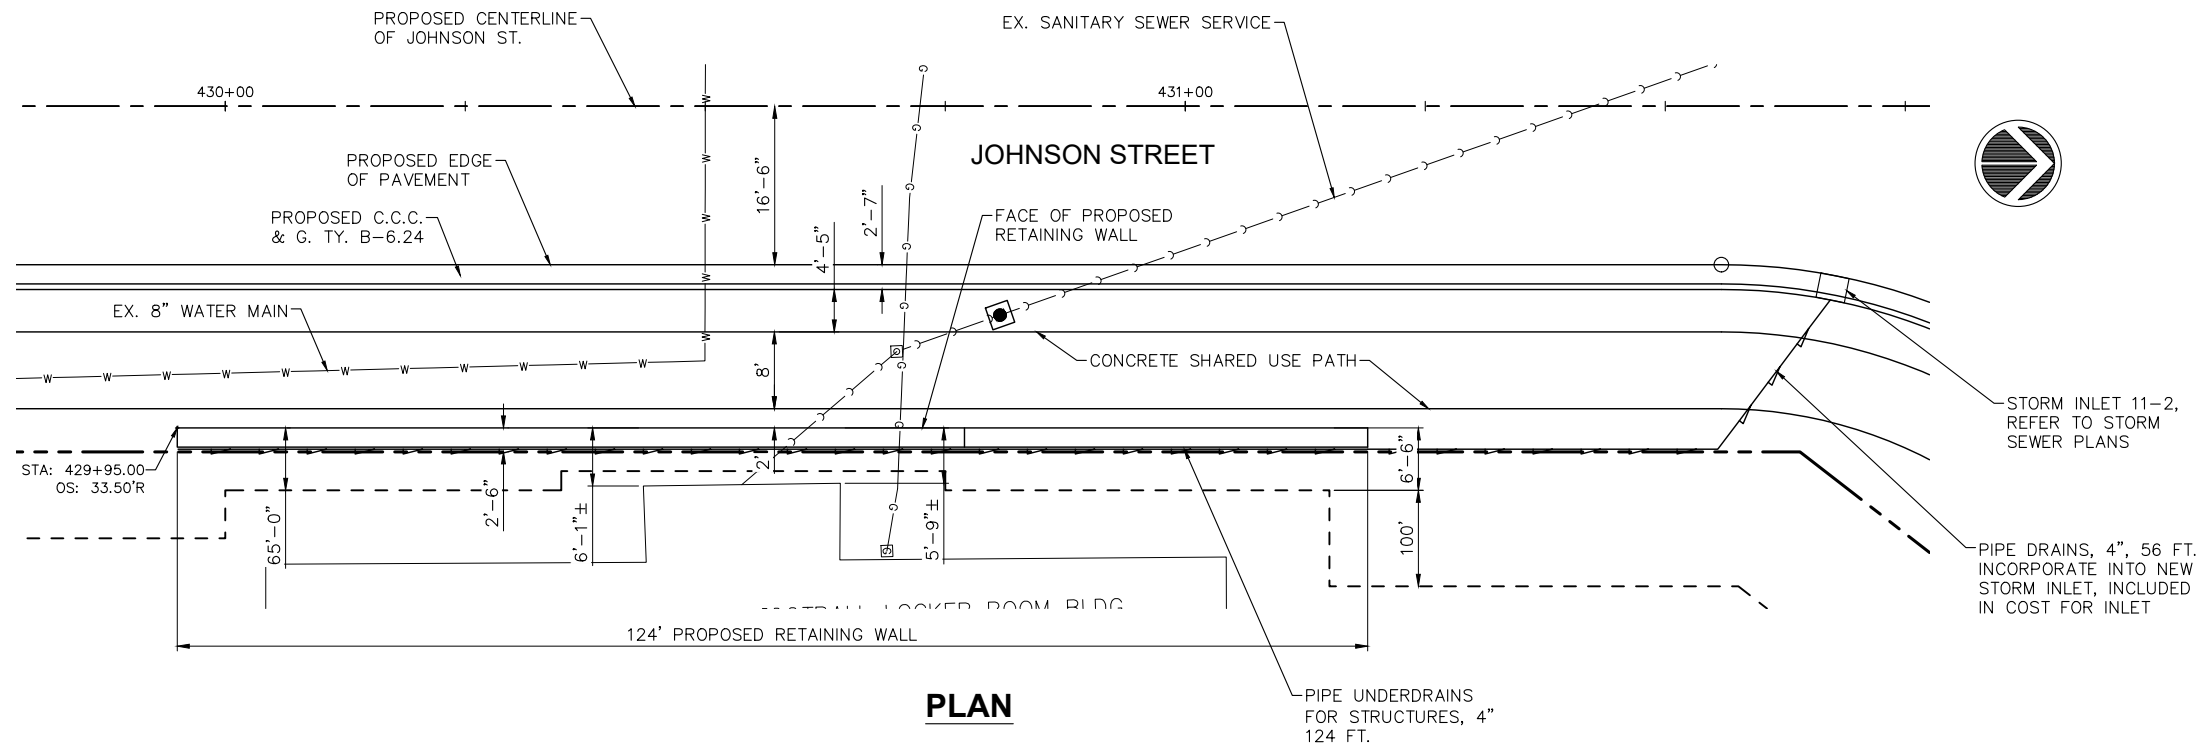 PROPOSED CENTERLINE
OF JOHNSON ST.
EX. SANITARY SEWER SERVICE
430+00
431+00
JOHNSON STREET
PROPOSED EDGE
OF PAVEMENT
16'-6"
2'-7"
PROPOSED C.C.C.
& G. TY. B-6.24
FACE OF PROPOSED
RETAINING WALL
4'-5"
EX. 8" WATER MAIN
8'
CONCRETE SHARED USE PATH
STORM INLET 11-2,
REFER TO STORM
SEWER PLANS
STA: 429+95.00
OS: 33.50'R
2'
6'-6"
65'-0"
2'-6"
6'-1"±
5'-9"±
100'
PIPE DRAINS, 4", 56 FT.
INCORPORATE INTO NEW
STORM INLET, INCLUDED
IN COST FOR INLET
LOCKER ROOM BLDG
124' PROPOSED RETAINING WALL
PIPE UNDERDRAINS
FOR STRUCTURES, 4"
124 FT.
PLAN
W W W W W
W W W W W W W W W W W
G G G G G G G G
G